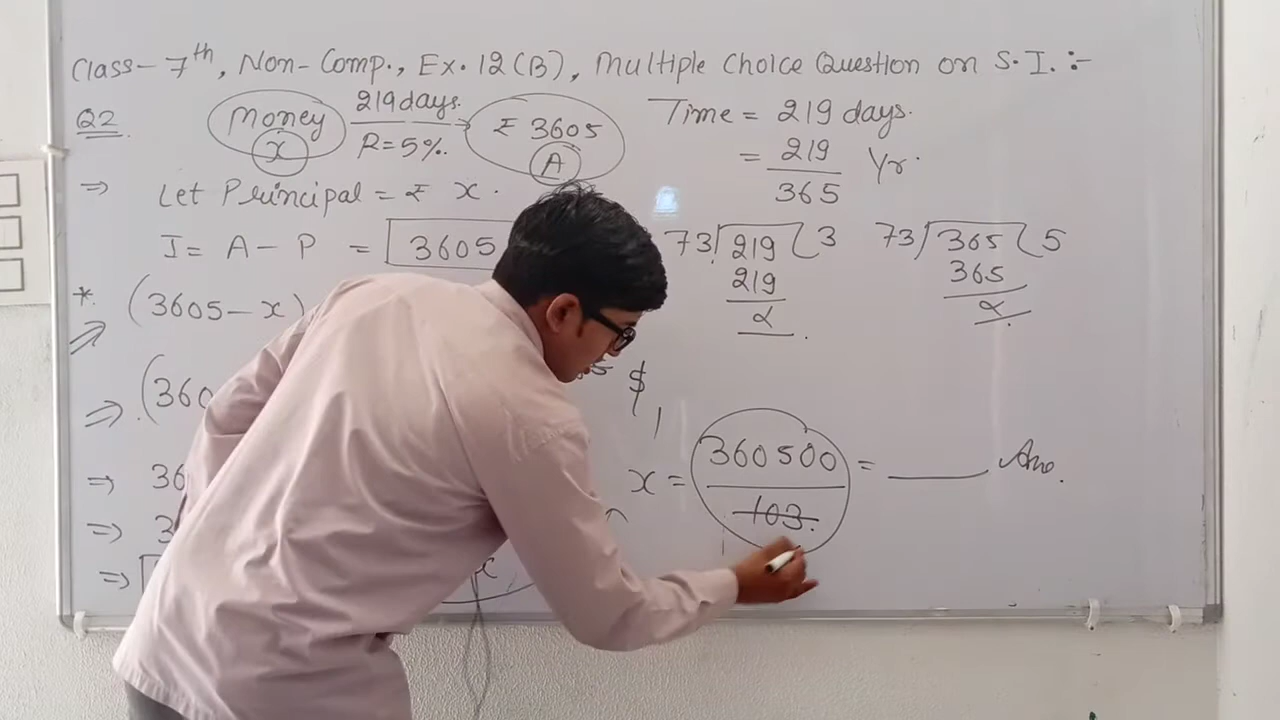 Class- 7th, Non- Comp., Ex. 12 (B), Multiple Choice Question on S. I. :-
Q2 Money 219 days. ₹ 3605 Time = 219 days.
x R = 5%. A = 219/365 Yr.
⇒ Let Principal = ₹ x.
I = A - P = 3605 73) 219 ( 3 73) 365 ( 5
219 365
* (3605 - x)
⇒ (360 $
x = 360500/103. = ______ Ans.
⇒ 36
⇒ 3
⇒ x